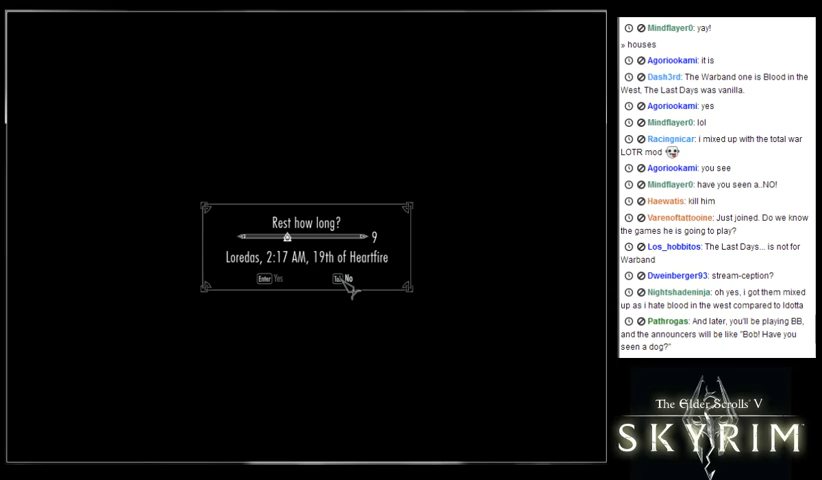 Rest how long?
9
Loredas, 2:17 AM, 19th of Heartfire
Enter Yes
Tab No
Mindflayer0: yay!
» houses
Agoriookami: it is
Dash3rd: The Warband one is Blood in the
West, The Last Days was vanilla.
Agoriookami: yes
Mindflayer0: lol
Racingnicar: i mixed up with the total war
LOTR mod
Agoriookami: you see
Mindflayer0: have you seen a..NO!
Haewatis: kill him
Varenoftattooine: Just joined. Do we know
the games he is going to play?
Los_hobbitos: The Last Days... is not for
Warband
Dweinberger93: stream-ception?
Nightshadeninja: oh yes, i got them mixed
up as i hate blood in the west compared to ldotta
Pathrogas: And later, you'll be playing BB,
and the announcers will be like "Bob! Have you
seen a dog?"
The Elder Scrolls V
SKYRIM